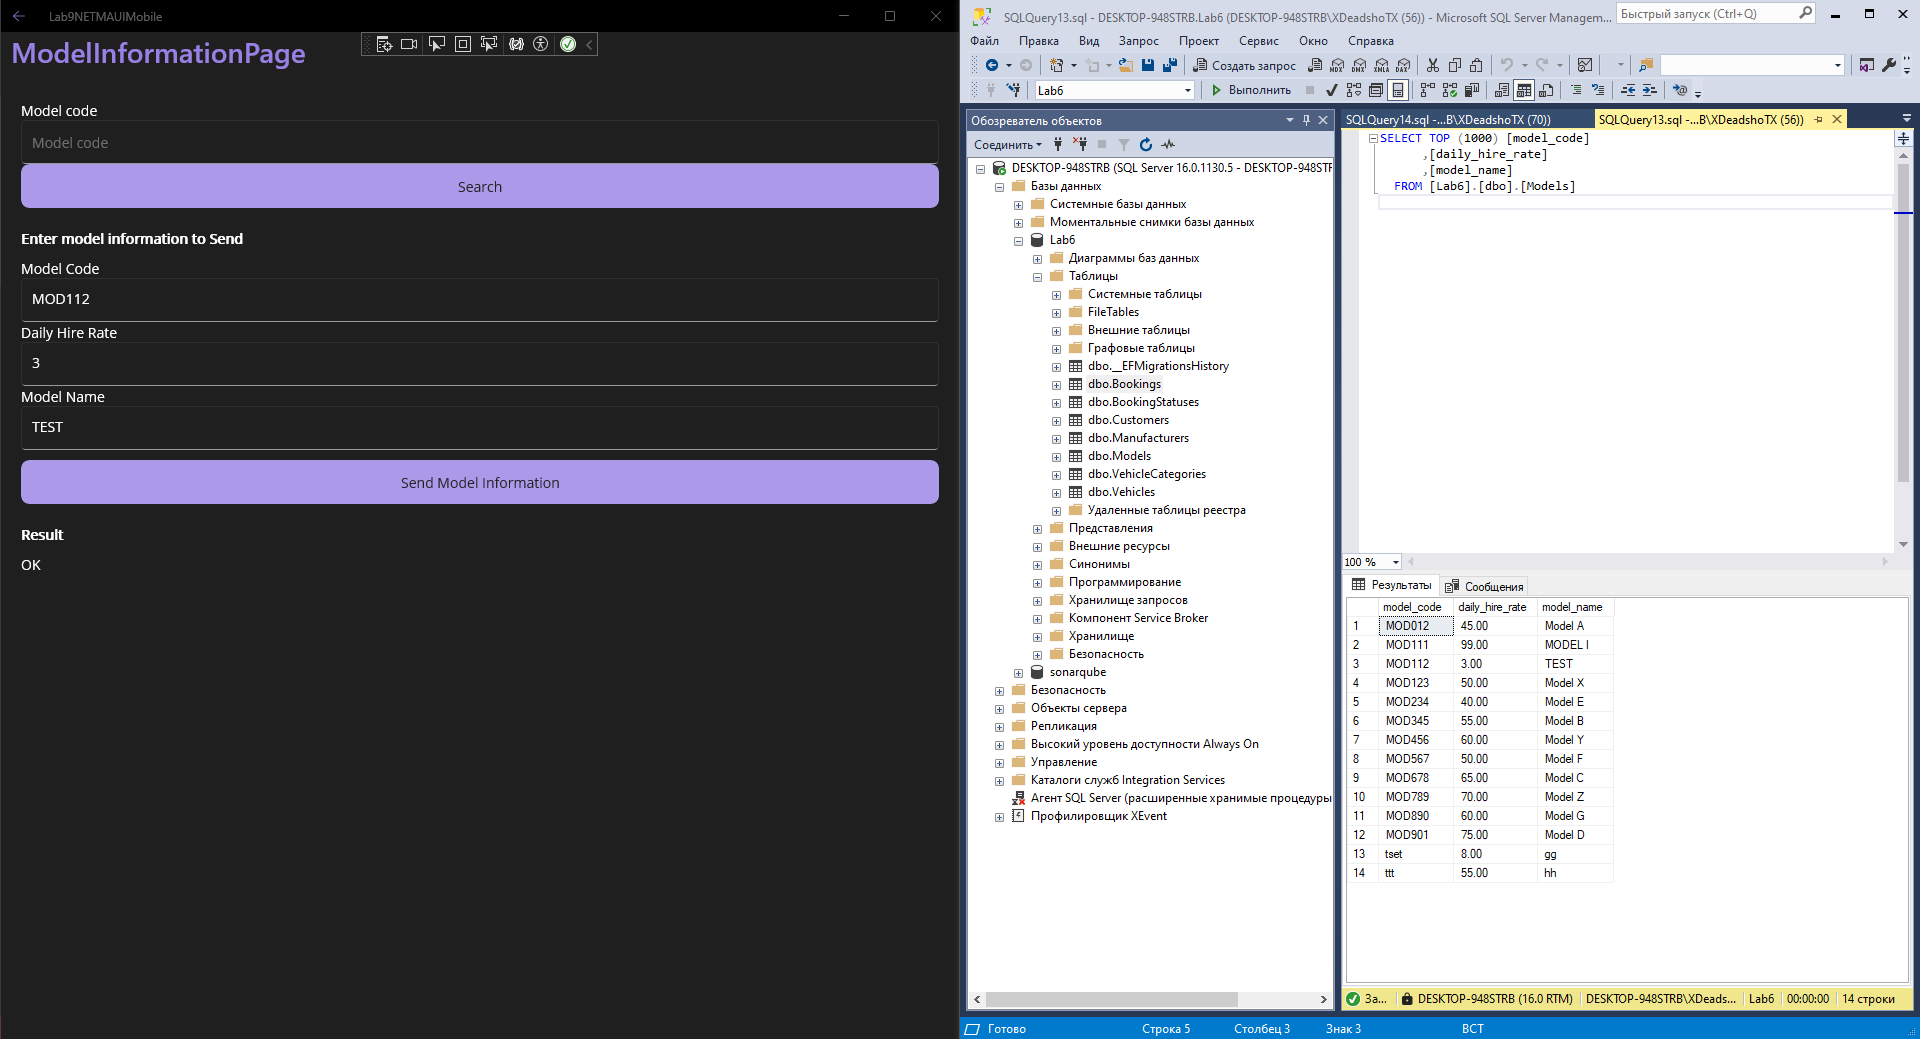 Lab9NETMAUIMobile
ModelInformationPage
Model code
Model code
Search
Enter model information to Send
Model Code
MOD112
Daily Hire Rate
3
Model Name
TEST
Send Model Information
Result
OK
SQLQuery13.sql - DESKTOP-948STRB.Lab6 (DESKTOP-948STRB\XDeadshoTX (56)) - Microsoft SQL Server Managem...
Быстрый запуск (Ctrl+Q)
Файл Правка Вид Запрос Проект Сервис Окно Справка
Создать запрос
MDX DMX XMLA DAX
Lab6 Выполнить
Обозреватель объектов
Соединить
DESKTOP-948STRB (SQL Server 16.0.1130.5 - DESKTOP-948STF
Базы данных
Системные базы данных
Моментальные снимки базы данных
Lab6
Диаграммы баз данных
Таблицы
Системные таблицы
FileTables
Внешние таблицы
Графовые таблицы
dbo.__EFMigrationsHistory
dbo.Bookings
dbo.BookingStatuses
dbo.Customers
dbo.Manufacturers
dbo.Models
dbo.VehicleCategories
dbo.Vehicles
Удаленные таблицы реестра
Представления
Внешние ресурсы
Синонимы
Программирование
Хранилище запросов
Компонент Service Broker
Хранилище
Безопасность
sonarqube
Безопасность
Объекты сервера
Репликация
Высокий уровень доступности Always On
Управление
Каталоги служб Integration Services
Агент SQL Server (расширенные хранимые процедуры
Профилировщик XEvent
SQLQuery14.sql -...B\XDeadshoTX (70)) SQLQuery13.sql -...B\XDeadshoTX (56))
SELECT TOP (1000) [model_code]
,[daily_hire_rate]
,[model_name]
FROM [Lab6].[dbo].[Models]
100 %
Результаты Сообщения
model_code daily_hire_rate model_name
1 MOD012 45.00 Model A
2 MOD111 99.00 MODEL I
3 MOD112 3.00 TEST
4 MOD123 50.00 Model X
5 MOD234 40.00 Model E
6 MOD345 55.00 Model B
7 MOD456 60.00 Model Y
8 MOD567 50.00 Model F
9 MOD678 65.00 Model C
10 MOD789 70.00 Model Z
11 MOD890 60.00 Model G
12 MOD901 75.00 Model D
13 tset 8.00 gg
14 ttt 55.00 hh
За... DESKTOP-948STRB (16.0 RTM) DESKTOP-948STRB\XDeads... Lab6 00:00:00 14 строки
Готово Строка 5 Столбец 3 Знак 3 ВСТ